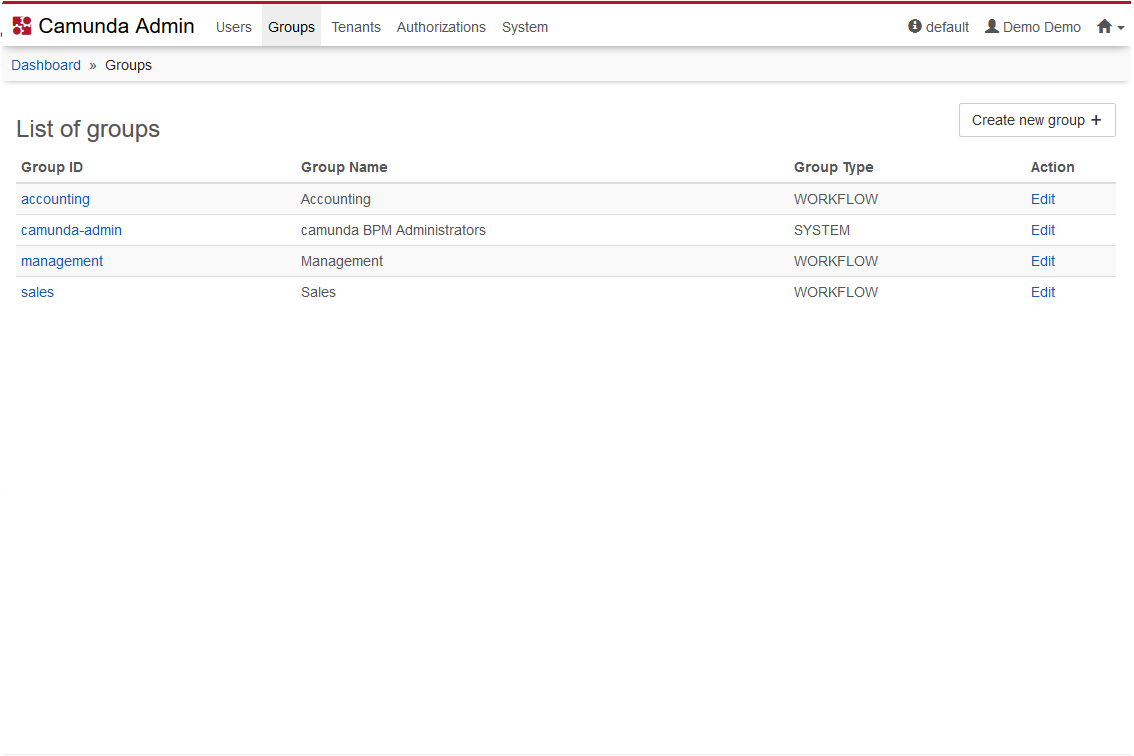 Camunda Admin Users Groups Tenants Authorizations System default Demo Demo
Dashboard » Groups
List of groups
Create new group +
Group ID Group Name Group Type Action
accounting Accounting WORKFLOW Edit
camunda-admin camunda BPM Administrators SYSTEM Edit
management Management WORKFLOW Edit
sales Sales WORKFLOW Edit